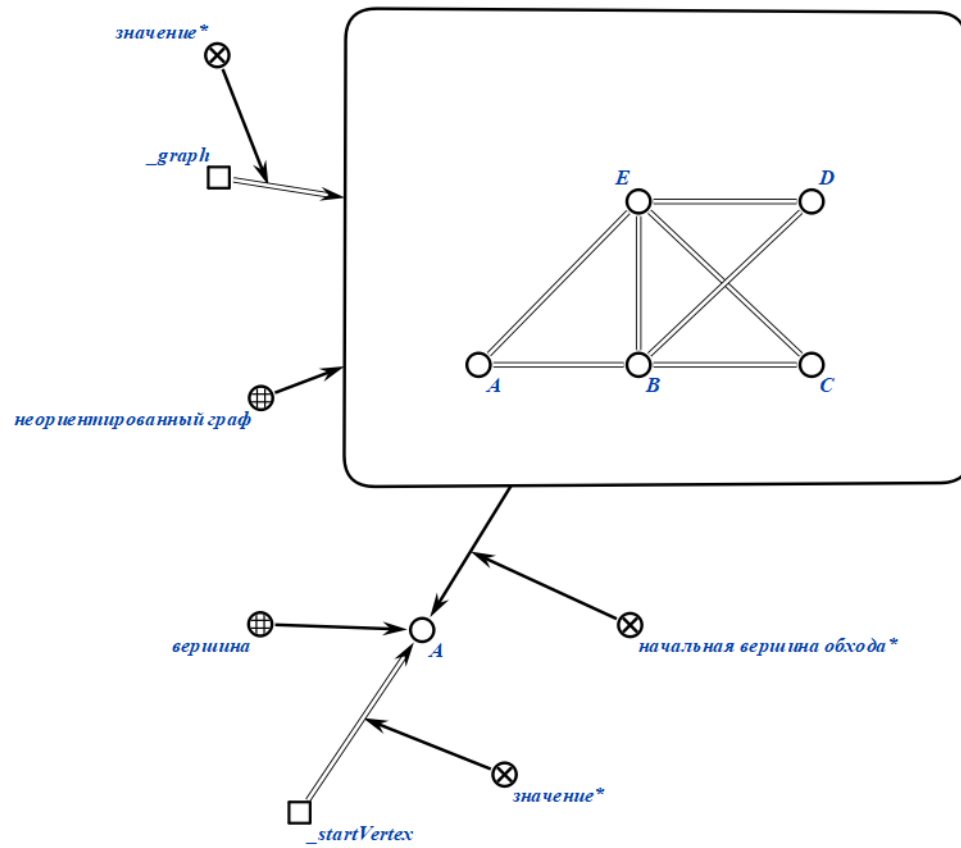 значение*
_graph
E
D
A
B
C
неориентированный граф
вершина
A
начальная вершина обхода*
значение*
_startVertex